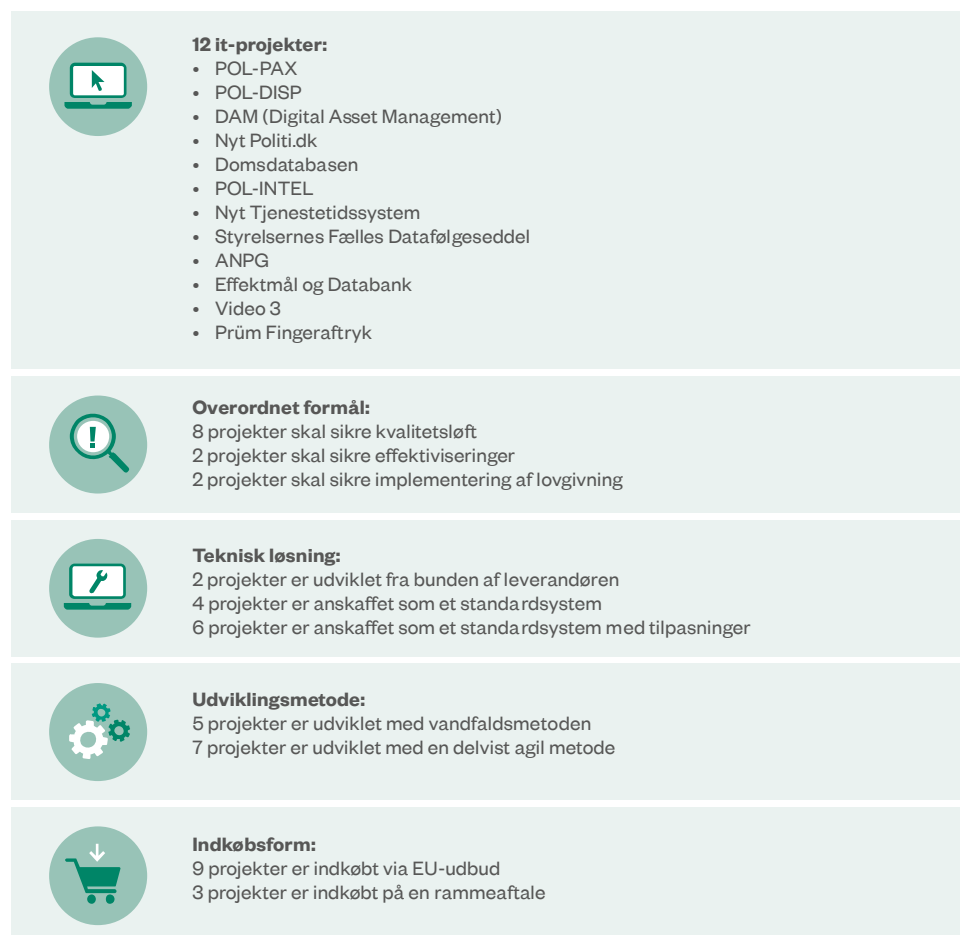 12 it-projekter:
• POL-PAX
• POL-DISP
• DAM (Digital Asset Management)
• Nyt Politi.dk
• Domsdatabasen
• POL-INTEL
• Nyt Tjenestetidssystem
• Styrelsernes Fælles Datafølgeseddel
• ANPG
• Effektmål og Databank
• Video 3
• Prüm Fingeraftryk
Overordnet formål:
8 projekter skal sikre kvalitetsløft
2 projekter skal sikre effektiviseringer
2 projekter skal sikre implementering af lovgivning
Teknisk løsning:
2 projekter er udviklet fra bunden af leverandøren
4 projekter er anskaffet som et standardsystem
6 projekter er anskaffet som et standardsystem med tilpasninger
Udviklingsmetode:
5 projekter er udviklet med vandfaldsmetoden
7 projekter er udviklet med en delvist agil metode
Indkøbsform:
9 projekter er indkøbt via EU-udbud
3 projekter er indkøbt på en rammeaftale